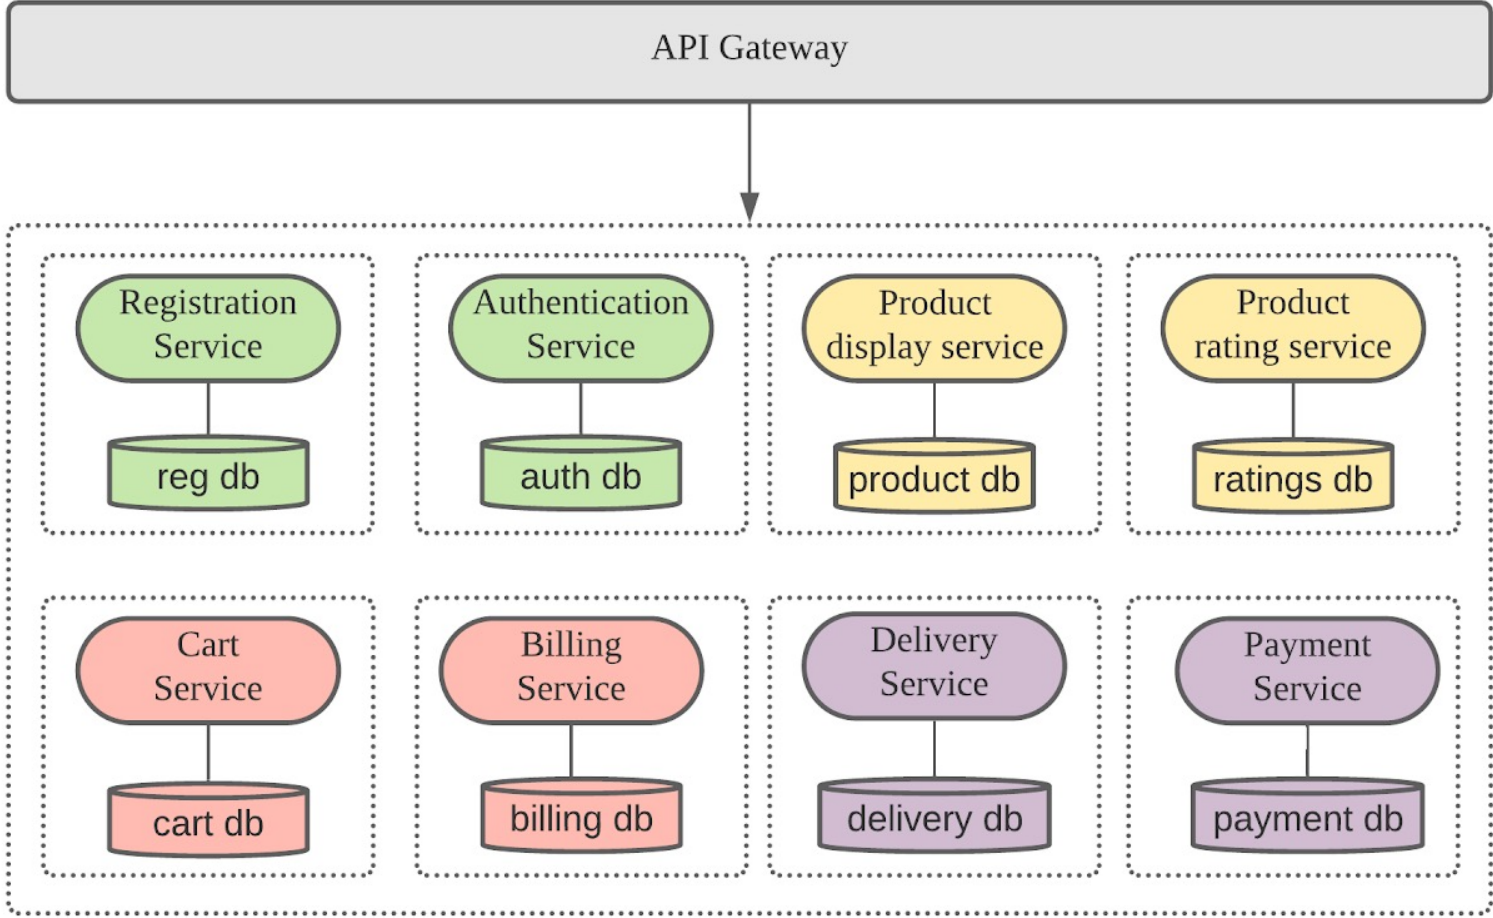 API Gateway
Registration
Service
Authentication
Service
Product
display service
Product
rating service
reg db
auth db
product db
ratings db
Cart
Service
Billing
Service
Delivery
Service
Payment
Service
cart db
billing db
delivery db
payment db